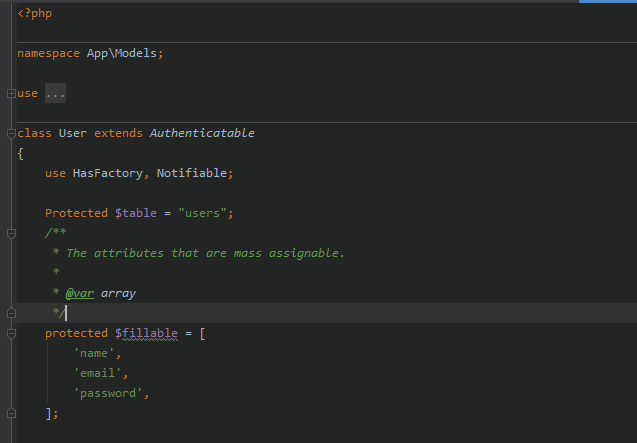 <?php
namespace App\Models;
use ...
class User extends Authenticatable
{
    use HasFactory, Notifiable;
    Protected $table = "users";
    /**
     * The attributes that are mass assignable.
     *
     * @var array
     */
    protected $fillable = [
        'name',
        'email',
        'password',
    ];